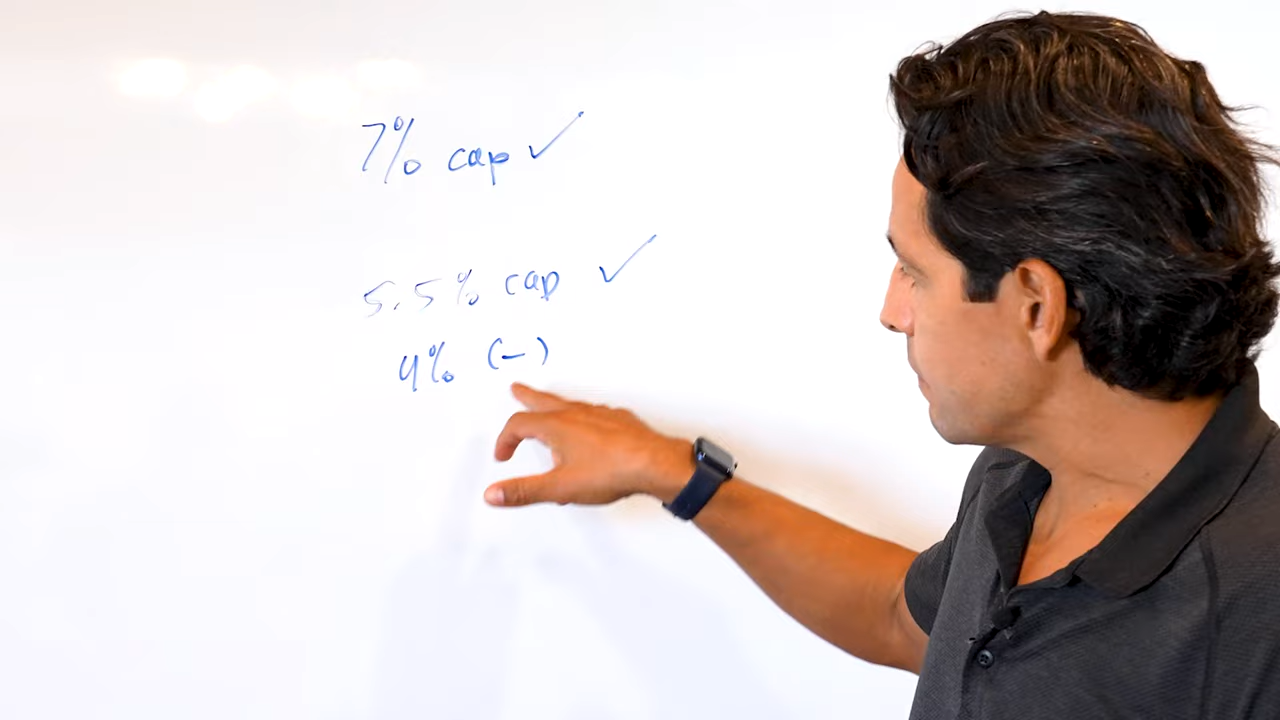 7% cap ✓
5.5% cap ✓
4% (-)